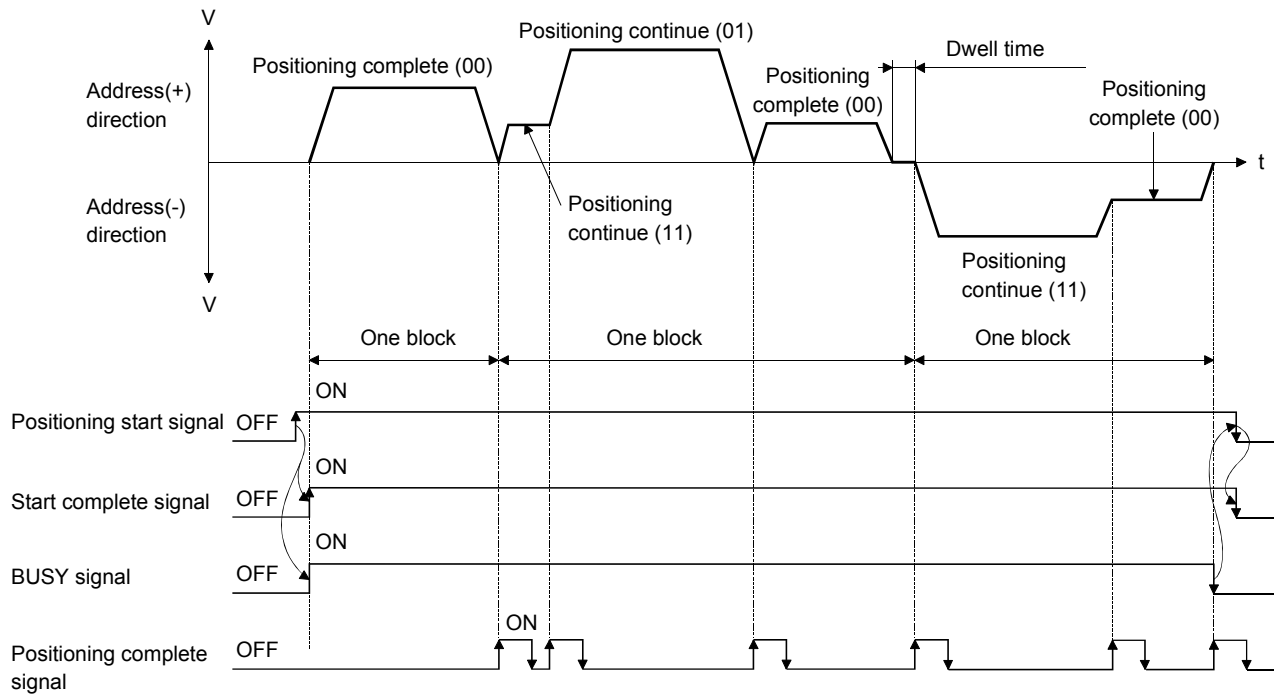 V
Positioning continue (01)
Dwell time
Positioning complete (00)
Positioning
complete (00)
Positioning
complete (00)
Address(+)
direction
t
Address(-)
direction
Positioning
continue (11)
Positioning
continue (11)
V
One block
One block
One block
ON
Positioning start signal
OFF
ON
Start complete signal
OFF
ON
BUSY signal
OFF
ON
Positioning complete
signal
OFF